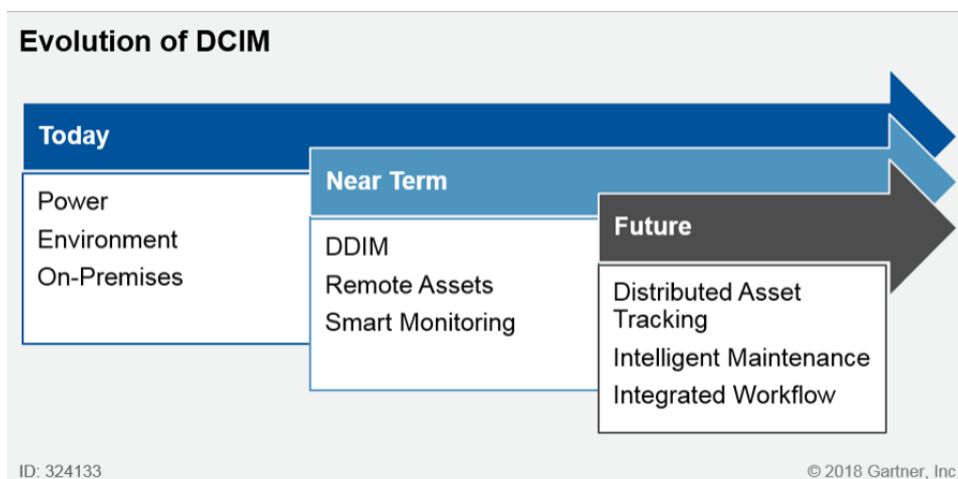 Evolution of DCIM
Today
Power
Environment
On-Premises
Near Term
DDIM
Remote Assets
Smart Monitoring
Future
Distributed Asset
Tracking
Intelligent Maintenance
Integrated Workflow
ID: 324133
© 2018 Gartner, Inc